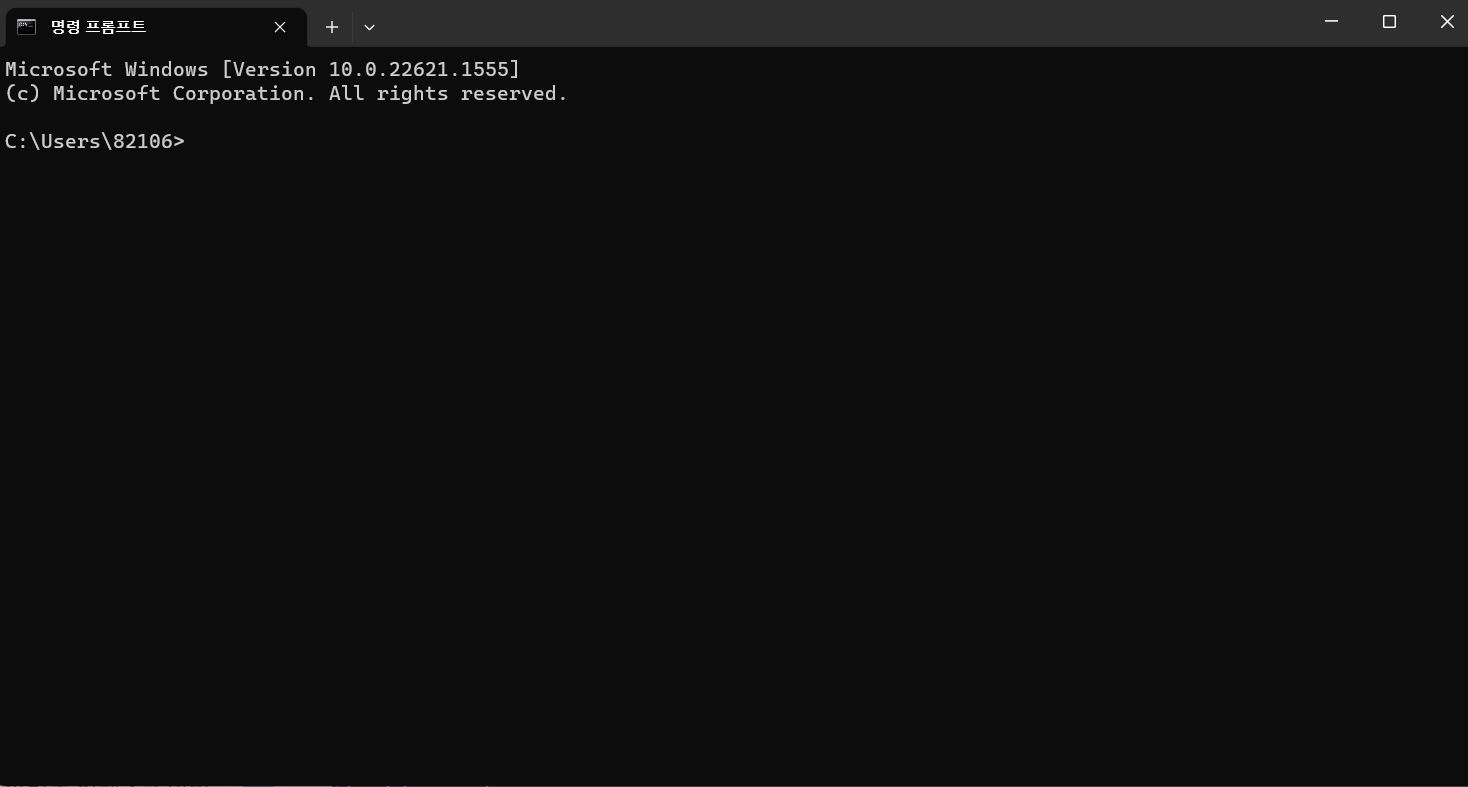 명령 프롬프트
Microsoft Windows [Version 10.0.22621.1555]
(c) Microsoft Corporation. All rights reserved.
C:\Users\82106>